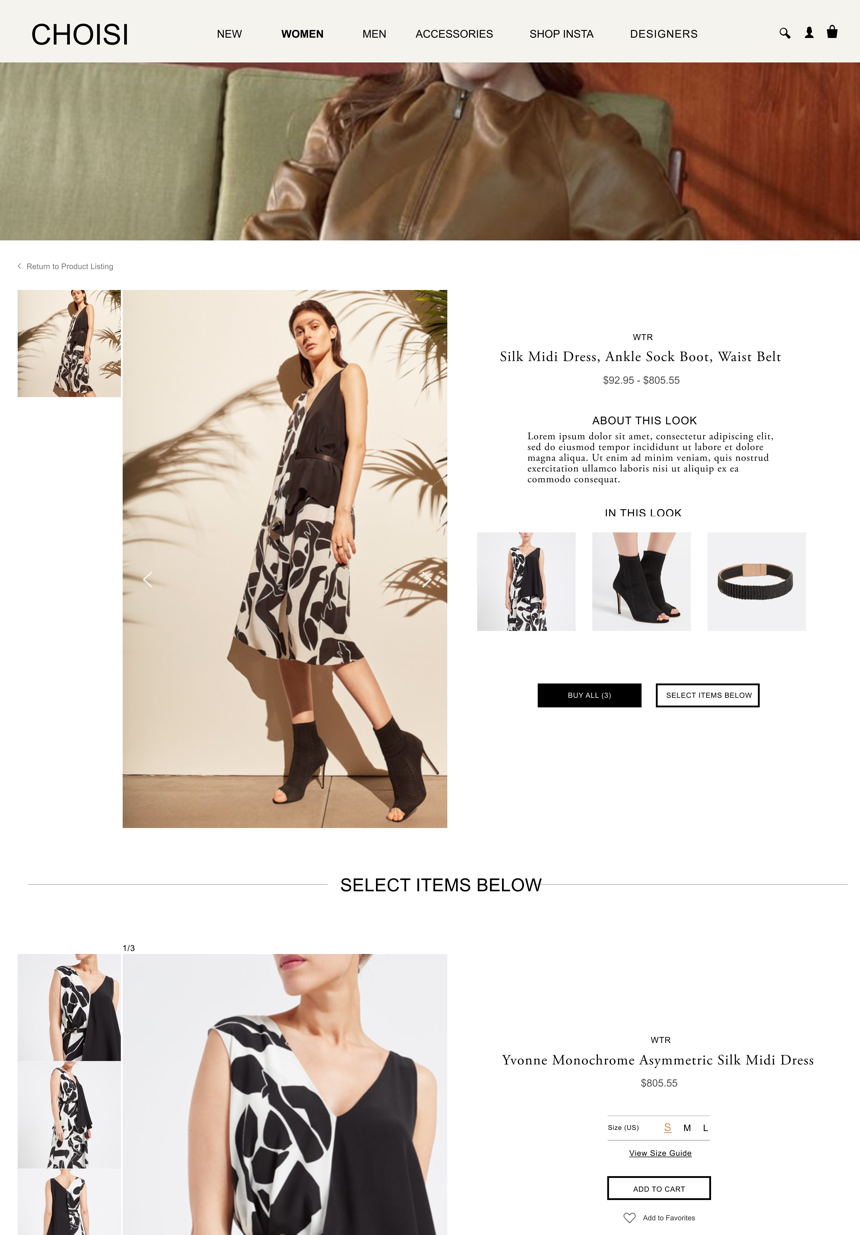 CHOISI
NEW WOMEN MEN ACCESSORIES SHOP INSTA DESIGNERS
Return to Product Listing
WTR
Silk Midi Dress, Ankle Sock Boot, Waist Belt
$92.95 - $805.55
ABOUT THIS LOOK
Lorem ipsum dolor sit amet, consectetur adipiscing elit,
sed do eiusmod tempor incididunt ut labore et dolore
magna aliqua. Ut enim ad minim veniam, quis nostrud
exercitation ullamco laboris nisi ut aliquip ex ea
commodo consequat.
IN THIS LOOK
BUY ALL (3) SELECT ITEMS BELOW
SELECT ITEMS BELOW
1/3
WTR
Yvonne Monochrome Asymmetric Silk Midi Dress
$805.55
Size (US) S M L
View Size Guide
ADD TO CART
Add to Favorites